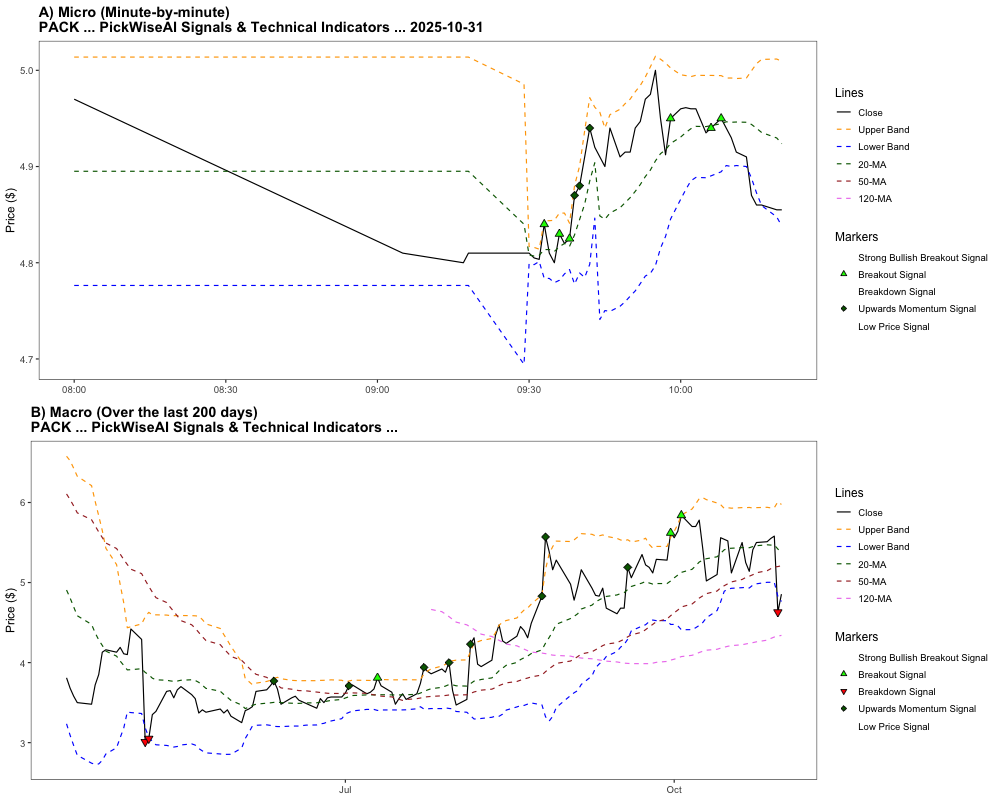 A) Micro (Minute-by-minute)
PACK ... PickWiseAI Signals & Technical Indicators ... 2025-10-31
Price ($)
5.0
4.9
4.8
4.7
08:00
08:30
09:00
09:30
10:00
Lines
Close
Upper Band
Lower Band
20-MA
50-MA
120-MA
Markers
Strong Bullish Breakout Signal
Breakout Signal
Breakdown Signal
Upwards Momentum Signal
Low Price Signal
B) Macro (Over the last 200 days)
PACK ... PickWiseAI Signals & Technical Indicators ...
Price ($)
6
5
4
3
Jul
Oct
Lines
Close
Upper Band
Lower Band
20-MA
50-MA
120-MA
Markers
Strong Bullish Breakout Signal
Breakout Signal
Breakdown Signal
Upwards Momentum Signal
Low Price Signal